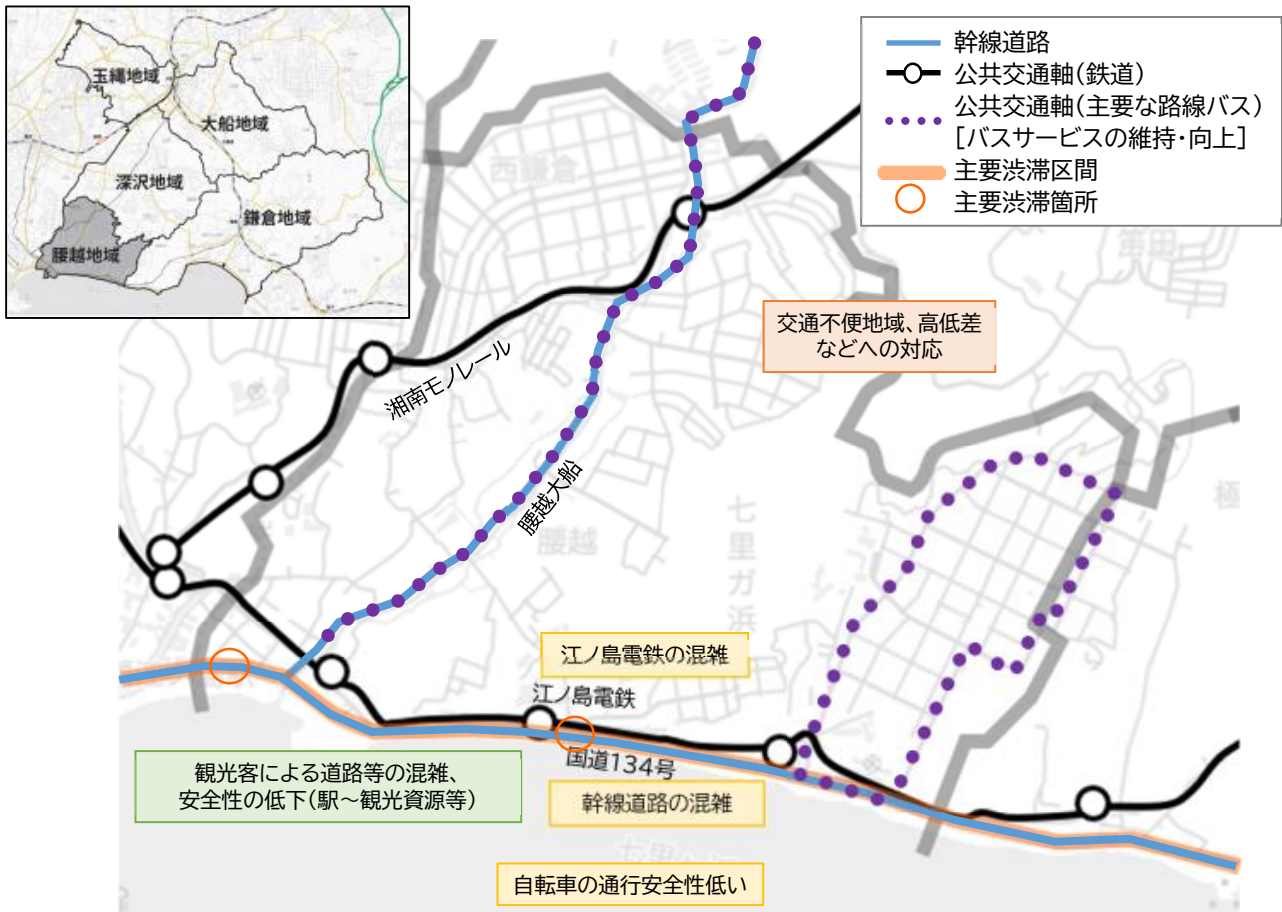 玉縄地域
大船地域
深沢地域
鎌倉地域
腰越地域
幹線道路
公共交通軸(鉄道)
公共交通軸(主要な路線バス)
[バスサービスの維持・向上]
主要渋滞区間
主要渋滞箇所
西鎌倉
交通不便地域、高低差
などへの対応
湘南モノレール
腰越大船
腰越
七里ガ浜
極
江ノ島電鉄の混雑
江ノ島電鉄
国道134号
観光客による道路等の混雑、
安全性の低下(駅～観光資源等)
幹線道路の混雑
自転車の通行安全性低い